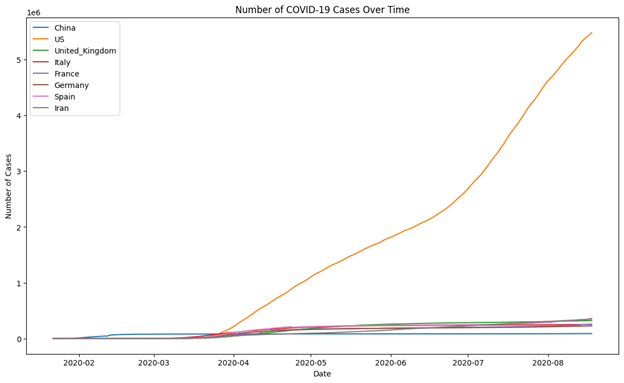 Number of COVID-19 Cases Over Time
1e6
China
US
United_Kingdom
Italy
France
Germany
Spain
Iran
5
4
3
2
1
0
Number of Cases
2020-02 2020-03 2020-04 2020-05 2020-06 2020-07 2020-08
Date